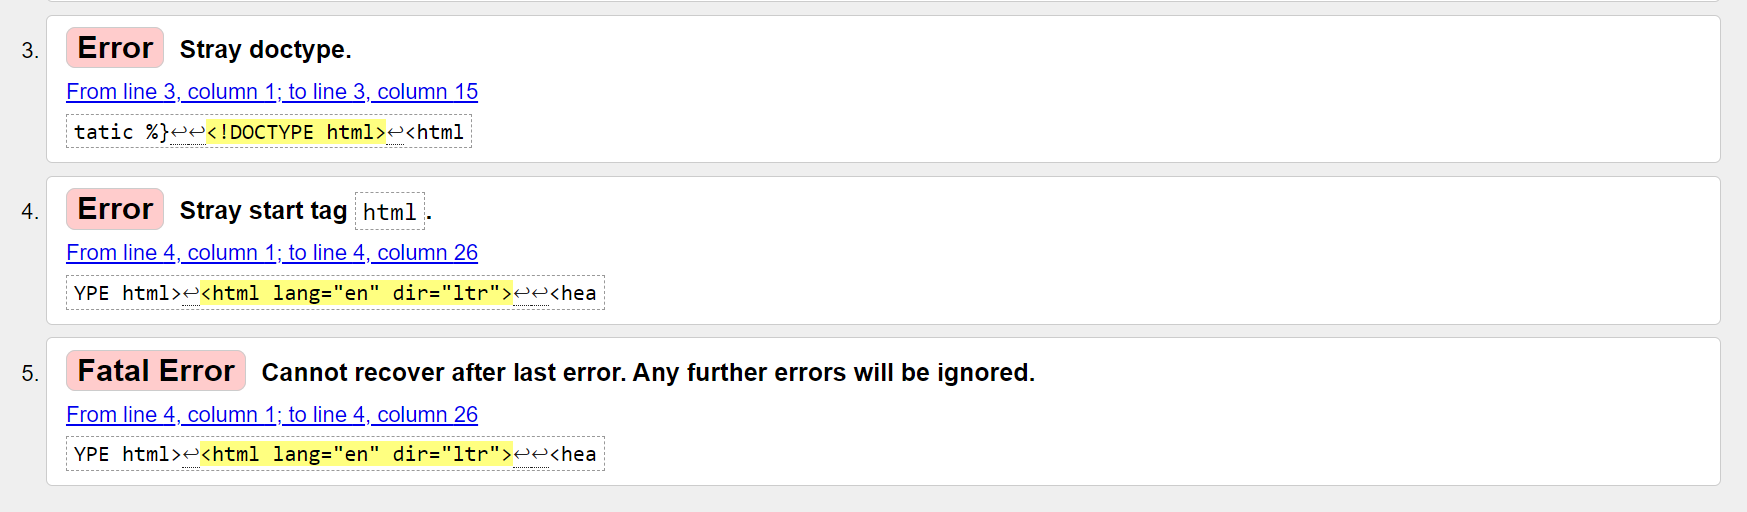 3. Error Stray doctype.
From line 3, column 1; to line 3, column 15
tatic %}↩↩<!DOCTYPE html>↩<html
4. Error Stray start tag html.
From line 4, column 1; to line 4, column 26
YPE html>↩<html lang="en" dir="ltr">↩↩<hea
5. Fatal Error Cannot recover after last error. Any further errors will be ignored.
From line 4, column 1; to line 4, column 26
YPE html>↩<html lang="en" dir="ltr">↩↩<hea